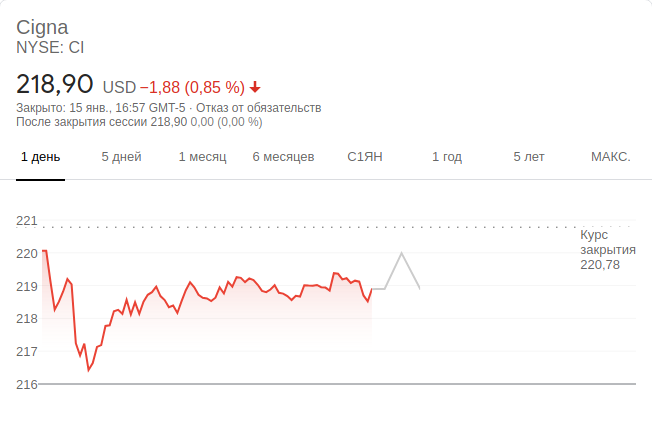 Cigna
NYSE: CI
218,90 USD −1,88 (0,85 %)
Закрыто: 15 янв., 16:57 GMT-5 · Отказ от обязательств
После закрытия сессии 218,90 0,00 (0,00 %)
1 день 5 дней 1 месяц 6 месяцев С1ЯН 1 год 5 лет МАКС.
221
Курс
закрытия
220,78
220
219
218
217
216